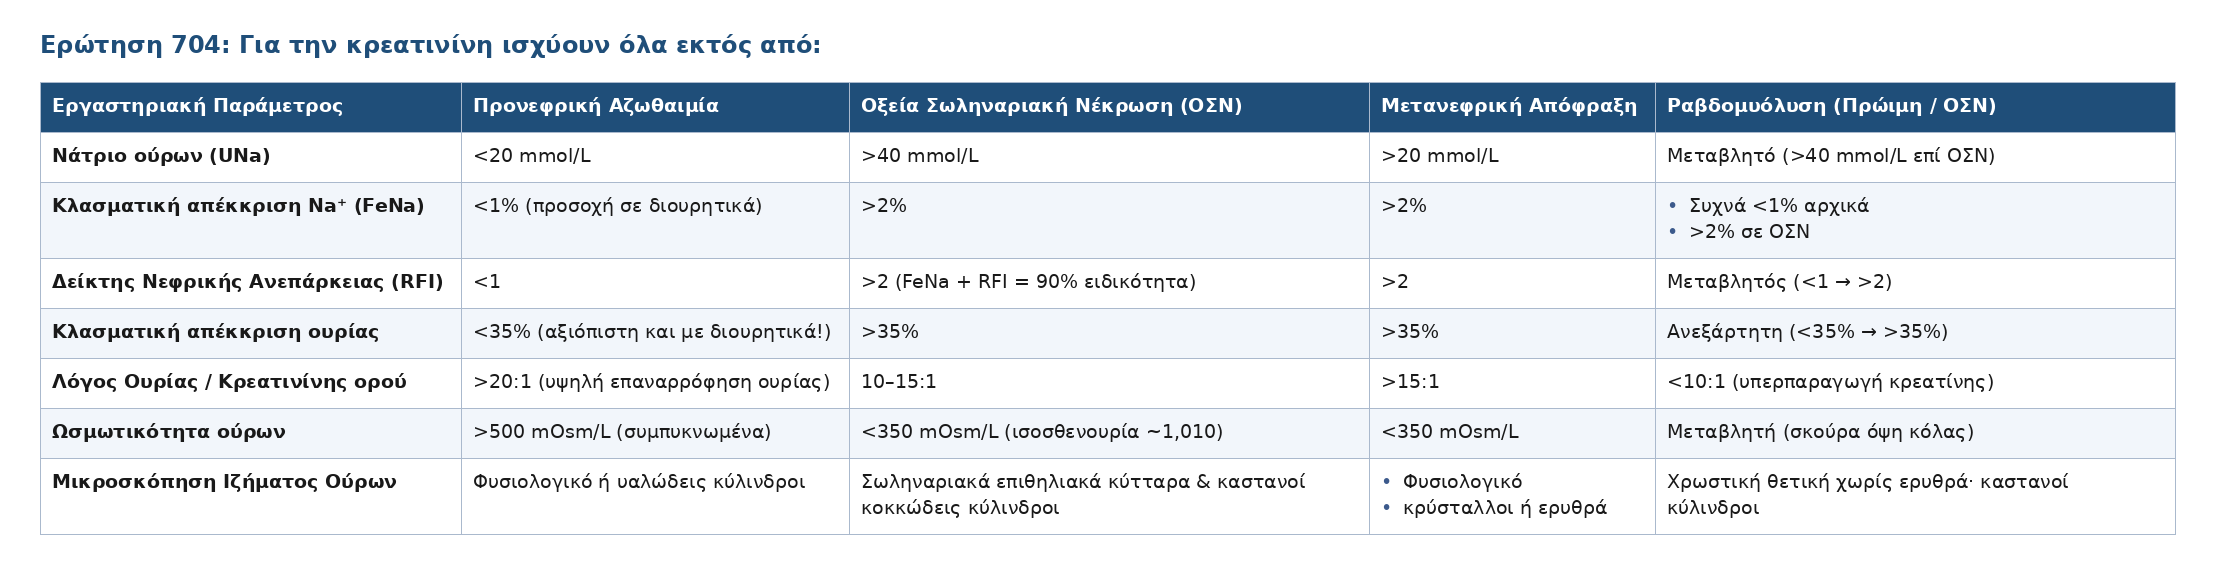 Ερώτηση 704: Για την κρεατινίνη ισχύουν όλα εκτός από:
Εργαστηριακή Παράμετρος
Προνεφρική Αζωθαιμία
Οξεία Σωληναριακή Νέκρωση (ΟΣΝ)
Μετανεφρική Απόφραξη
Ραβδομυόλυση (Πρώιμη / ΟΣΝ)
Νάτριο ούρων (UNa)
<20 mmol/L
>40 mmol/L
>20 mmol/L
Μεταβλητό (>40 mmol/L επί ΟΣΝ)
Κλασματική απέκκριση Na⁺ (FeNa)
<1% (προσοχή σε διουρητικά)
>2%
>2%
• Συχνά <1% αρχικά
• >2% σε ΟΣΝ
Δείκτης Νεφρικής Ανεπάρκειας (RFI)
<1
>2 (FeNa + RFI = 90% ειδικότητα)
>2
Μεταβλητός (<1 → >2)
Κλασματική απέκκριση ουρίας
<35% (αξιόπιστη και με διουρητικά!)
>35%
>35%
Ανεξάρτητη (<35% → >35%)
Λόγος Ουρίας / Κρεατινίνης ορού
>20:1 (υψηλή επαναρρόφηση ουρίας)
10–15:1
>15:1
<10:1 (υπερπαραγωγή κρεατίνης)
Ωσμωτικότητα ούρων
>500 mOsm/L (συμπυκνωμένα)
<350 mOsm/L (ισοσθενουρία ~1,010)
<350 mOsm/L
Μεταβλητή (σκούρα όψη κόλας)
Μικροσκόπηση Ιζήματος Ούρων
Φυσιολογικό ή υαλώδεις κύλινδροι
Σωληναριακά επιθηλιακά κύτταρα & καστανοί
κοκκώδεις κύλινδροι
• Φυσιολογικό
• κρύσταλλοι ή ερυθρά
Χρωστική θετική χωρίς ερυθρά· καστανοί
κύλινδροι